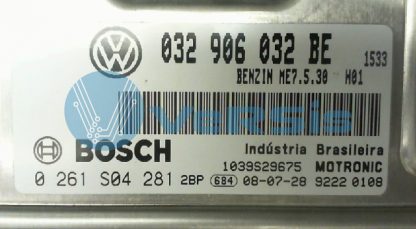 032 906 032 BE 1533
BENZIN ME7.5.30 H01
VERSIS
BOSCH
Indústria Brasileira
1039S29675 MOTRONIC
0 261 S04 281 2BP 684 08-07-28 9222 0108